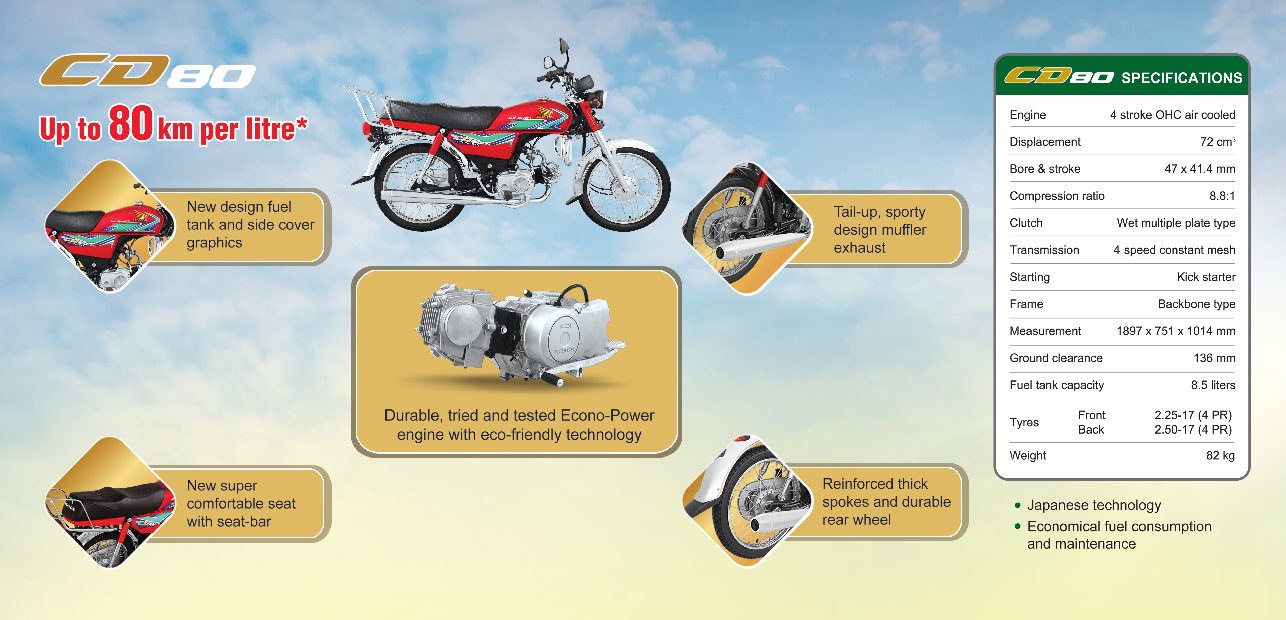 CD80
Up to 80 km per litre*
New design fuel
tank and side cover
graphics
Tail-up, sporty
design muffler
exhaust
Durable, tried and tested Econo-Power
engine with eco-friendly technology
New super
comfortable seat
with seat-bar
Reinforced thick
spokes and durable
rear wheel
CD80 SPECIFICATIONS
Engine 4 stroke OHC air cooled
Displacement 72 cm³
Bore & stroke 47 x 41.4 mm
Compression ratio 8.8:1
Clutch Wet multiple plate type
Transmission 4 speed constant mesh
Starting Kick starter
Frame Backbone type
Measurement 1897 x 751 x 1014 mm
Ground clearance 136 mm
Fuel tank capacity 8.5 liters
Tyres Front 2.25-17 (4 PR)
Back 2.50-17 (4 PR)
Weight 82 kg
• Japanese technology
• Economical fuel consumption
and maintenance